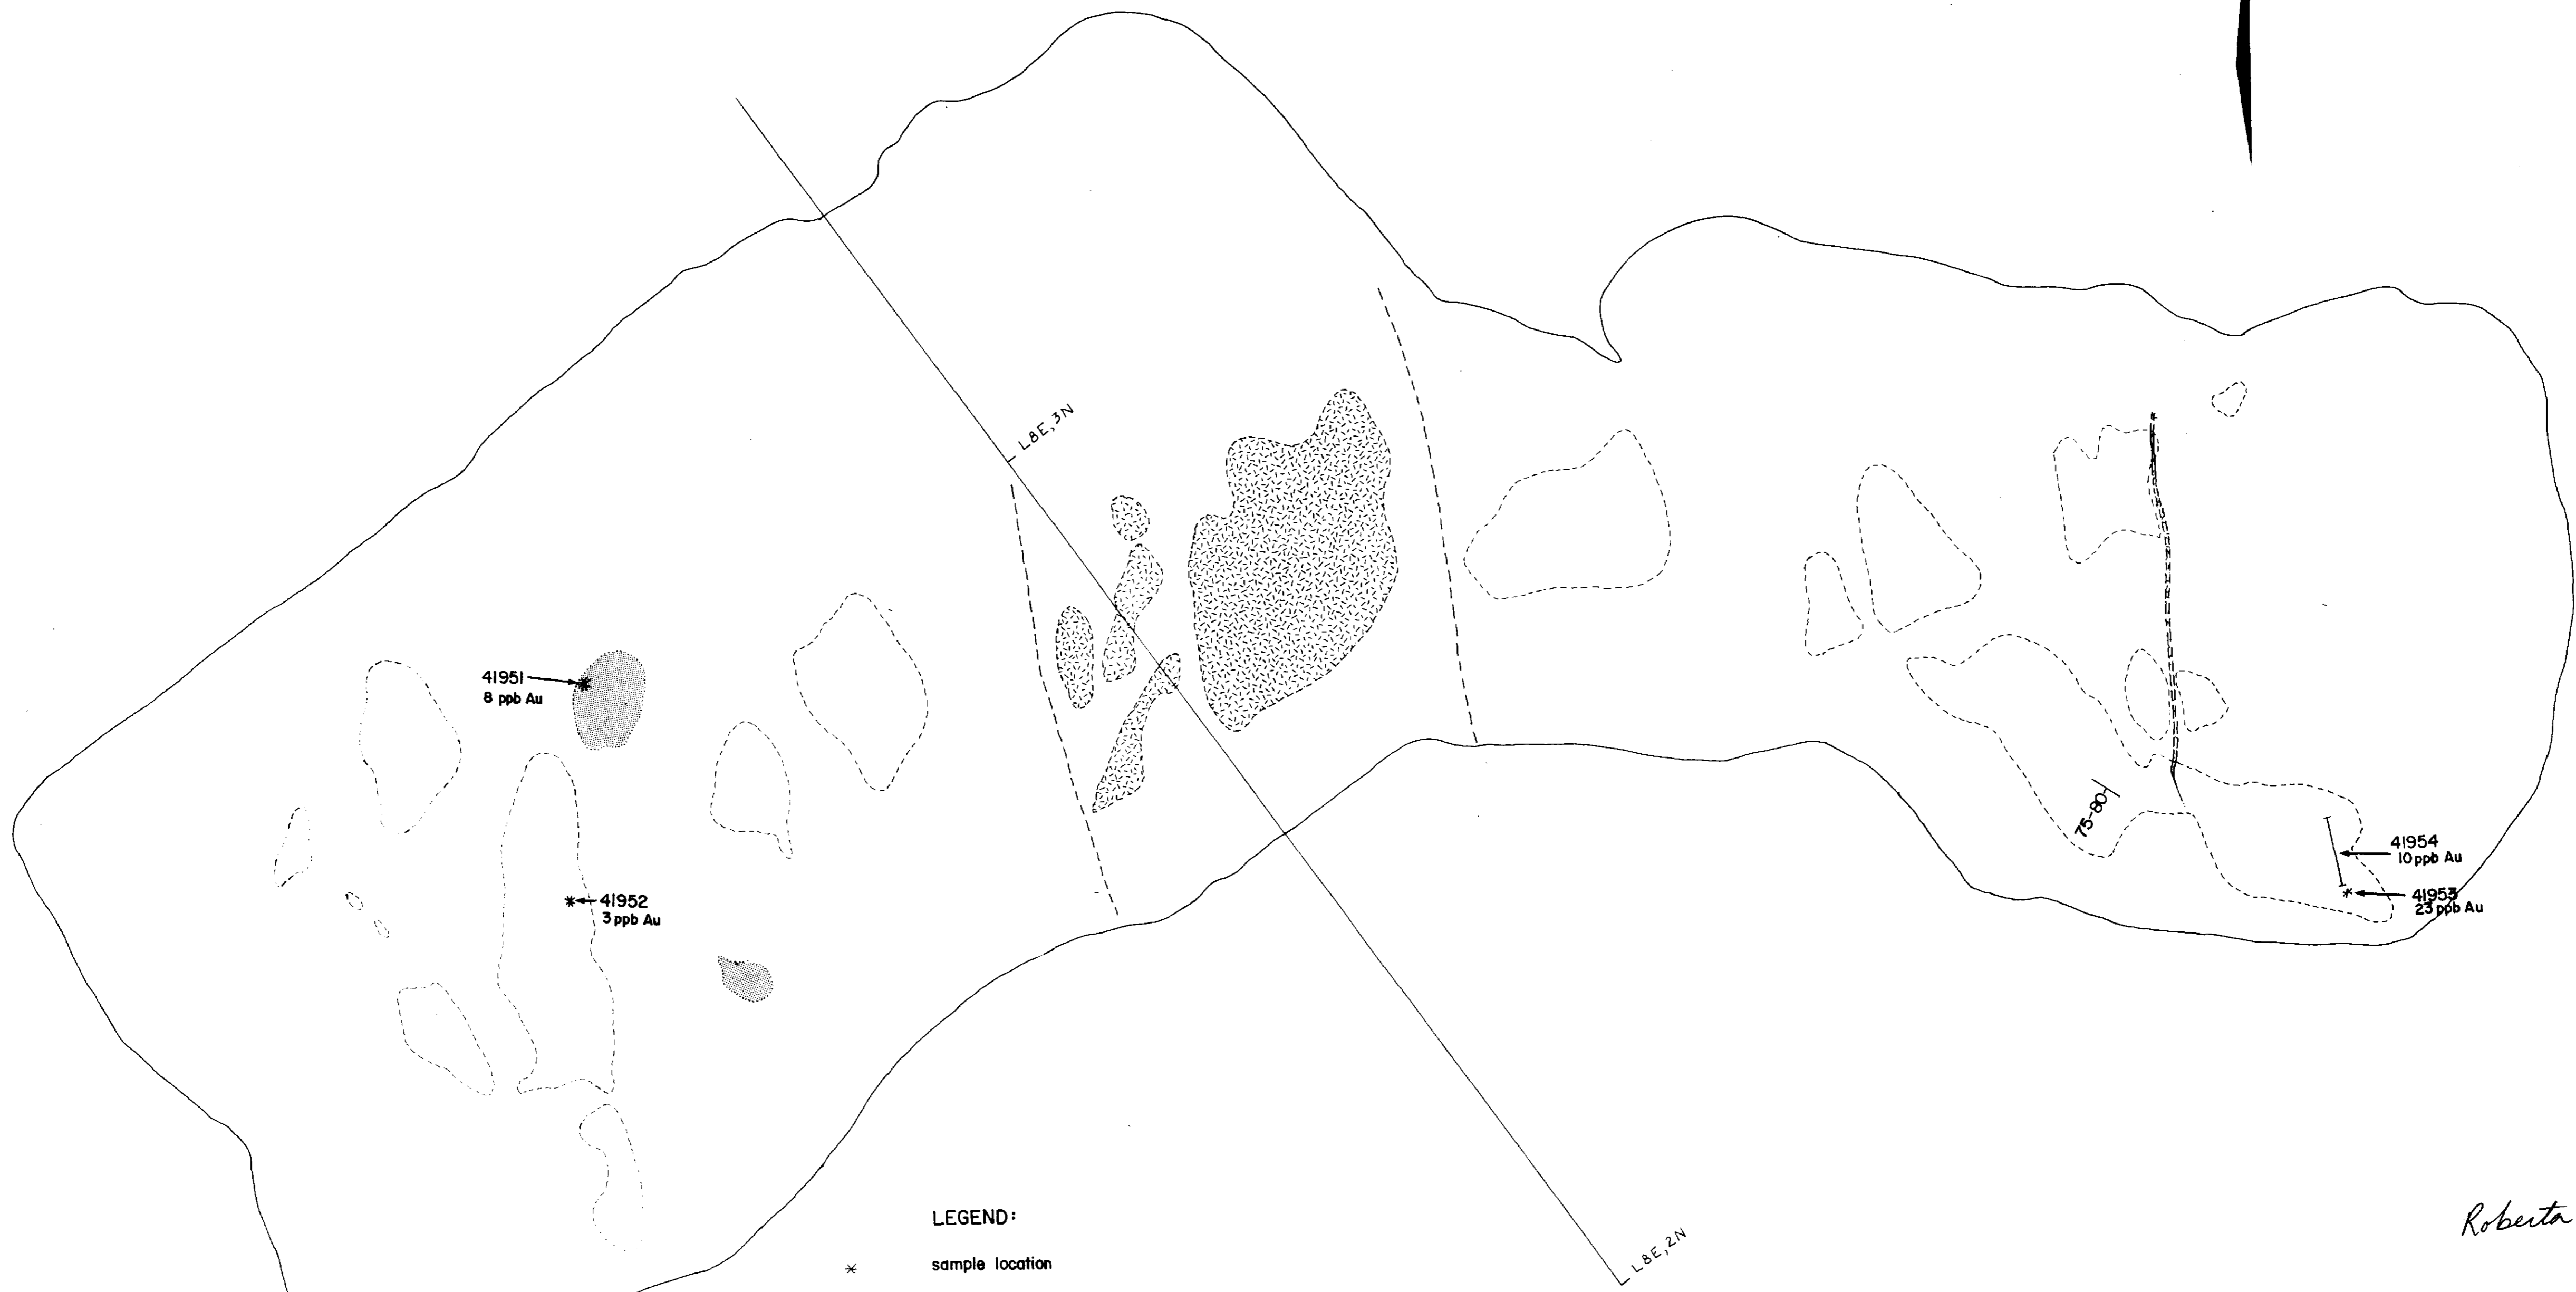 L8E,3N
41951
8 ppb Au
41952
3 ppb Au
75-80
41954
10 ppb Au
41953
23 ppb Au
LEGEND:
* sample location
L8E,2N
Roberta